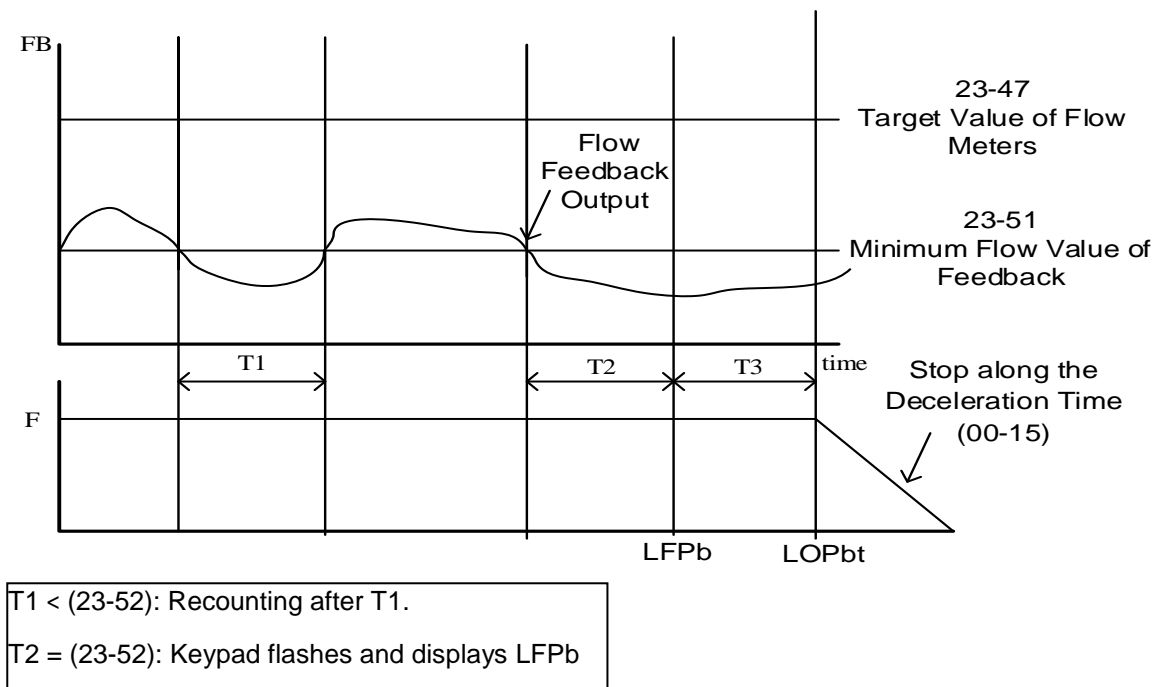 FB
23-47
Target Value of Flow
Meters
Flow
Feedback
Output
23-51
Minimum Flow Value of
Feedback
T1
T2
T3
time
Stop along the
Deceleration Time
(00-15)
F
LFPb
LOPbt
T1 < (23-52): Recounting after T1.
T2 = (23-52): Keypad flashes and displays LFPb